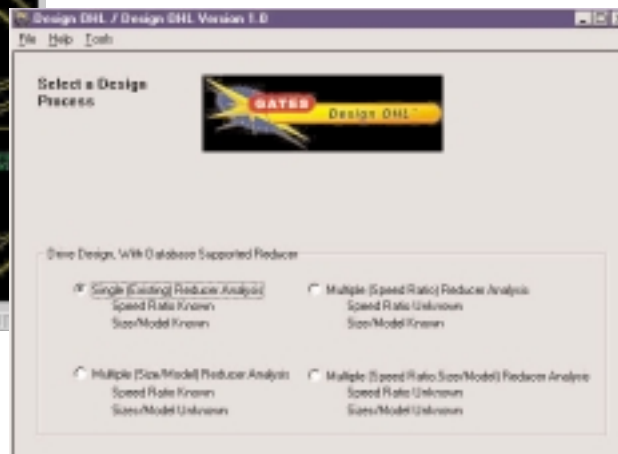 Design OHL / Design OHL Version 1.0
File Help Tools
Select a Design
Process
GATES
Design OHL
Drive Design, With Database Supported Reducer
Single (Existing) Reducer Analysis
Speed Ratio Known
Size/Model Known
Multiple (Speed Ratio) Reducer Analysis
Speed Ratio Unknown
Size/Model Known
Multiple (Size/Model) Reducer Analysis
Speed Ratio Known
Sizes/Model Unknown
Multiple (Speed Ratio, Size/Model) Reducer Analysis
Speed Ratio Unknown
Sizes/Model Unknown